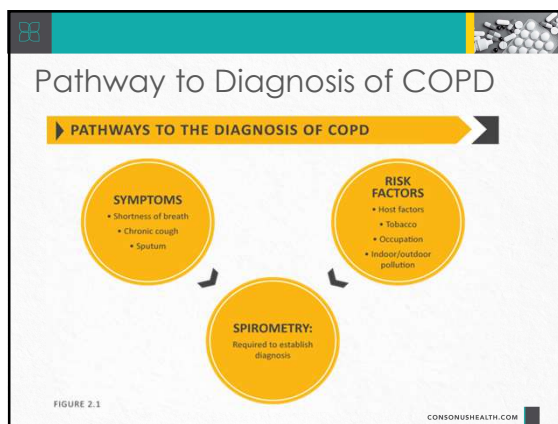 Pathway to Diagnosis of COPD
PATHWAYS TO THE DIAGNOSIS OF COPD
SYMPTOMS
• Shortness of breath
• Chronic cough
• Sputum
RISK
FACTORS
• Host factors
• Tobacco
• Occupation
• Indoor/outdoor
pollution
SPIROMETRY:
Required to establish
diagnosis
FIGURE 2.1
CONSONUSHEALTH.COM